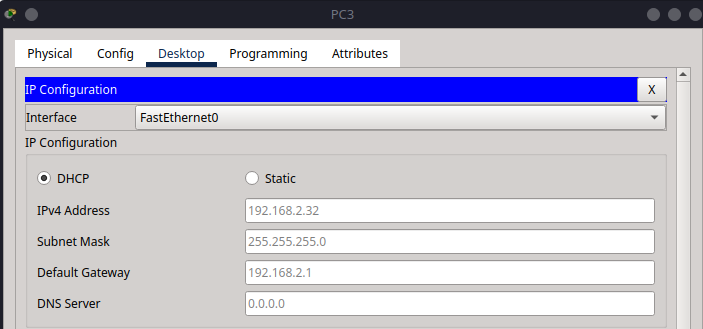 PC3
Physical Config Desktop Programming Attributes
IP Configuration X
Interface FastEthernet0
IP Configuration
DHCP Static
IPv4 Address 192.168.2.32
Subnet Mask 255.255.255.0
Default Gateway 192.168.2.1
DNS Server 0.0.0.0